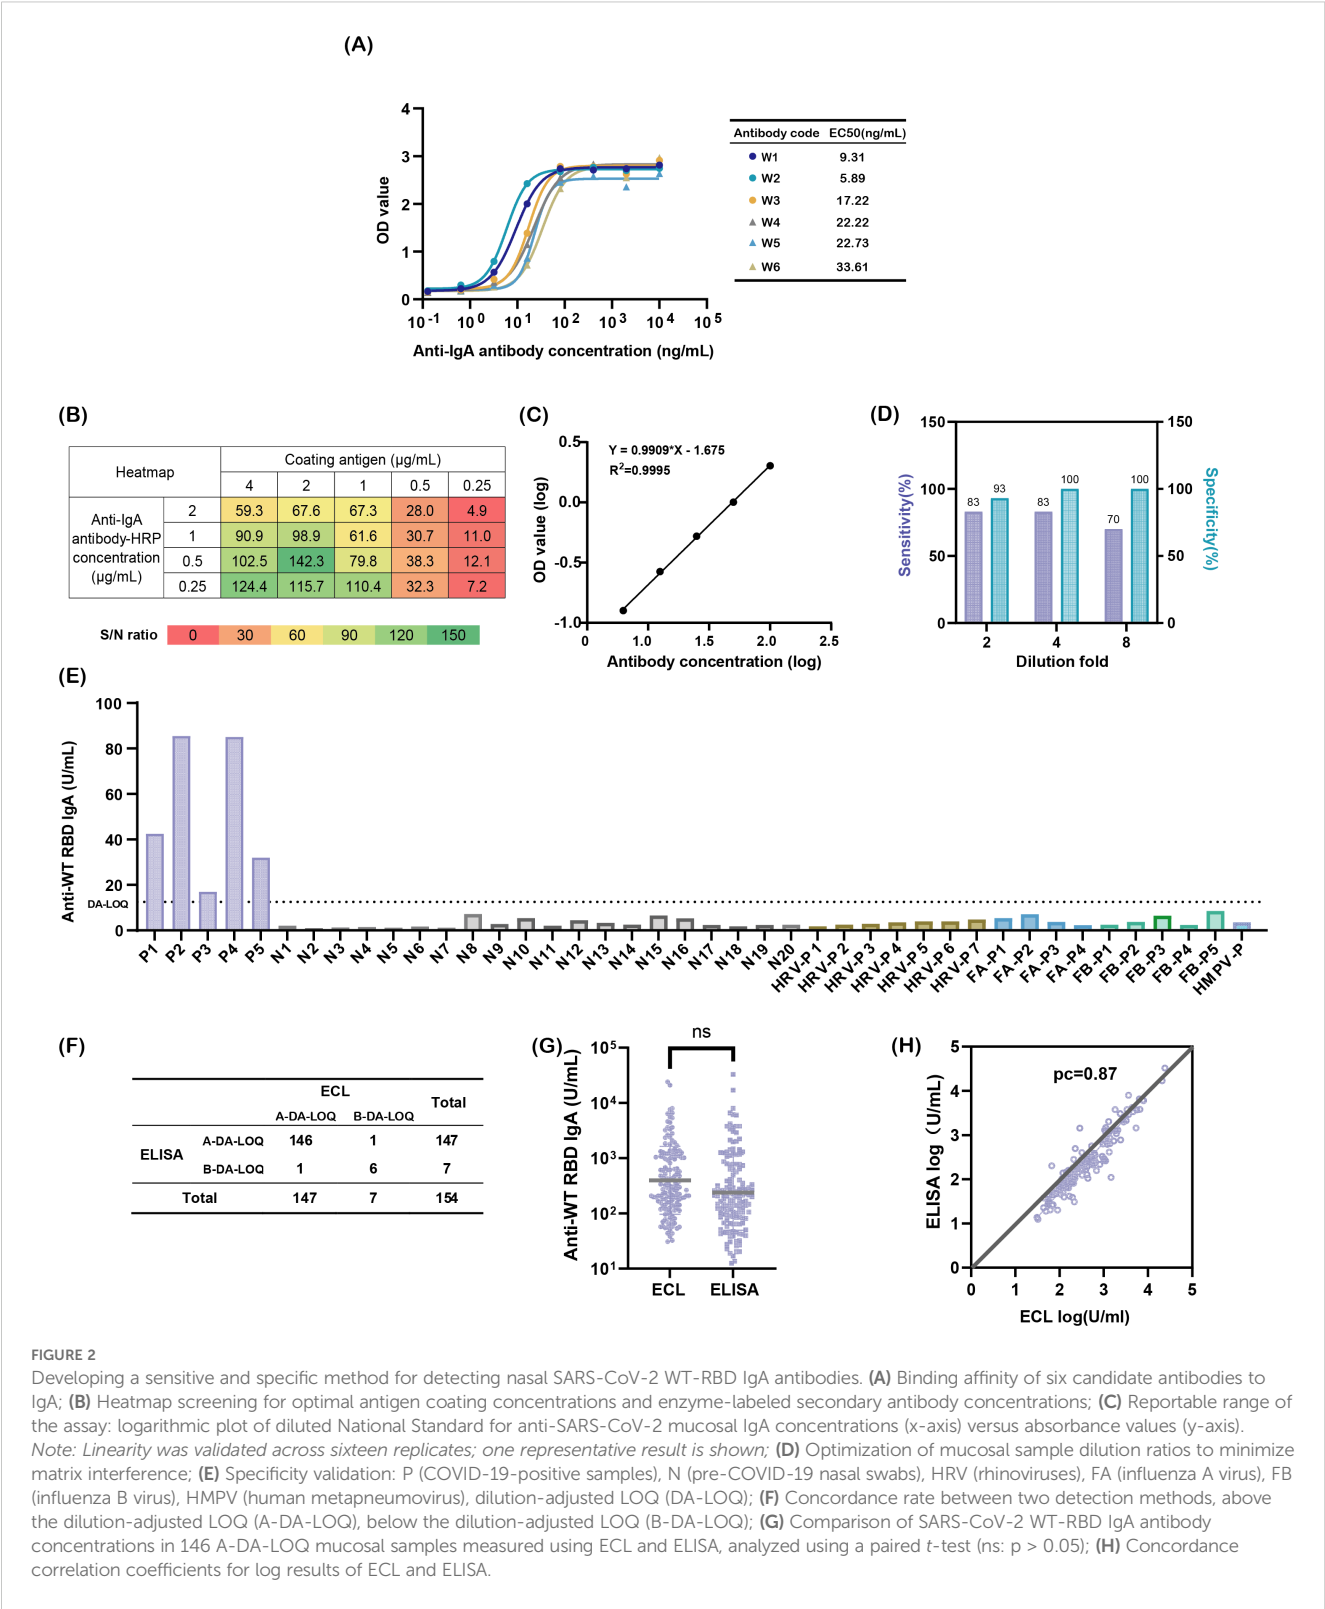 (A)
4
3
2
1
0
OD value
10-1 100 101 102 103 104 105
Anti-IgA antibody concentration (ng/mL)
Antibody code EC50(ng/mL)
W1 9.31
W2 5.89
W3 17.22
W4 22.22
W5 22.73
W6 33.61
(B)
Heatmap
Coating antigen (µg/mL)
4 2 1 0.5 0.25
Anti-IgA
antibody-HRP
concentration
(µg/mL)
2 59.3 67.6 67.3 28.0 4.9
1 90.9 98.9 61.6 30.7 11.0
0.5 102.5 142.3 79.8 38.3 12.1
0.25 124.4 115.7 110.4 32.3 7.2
S/N ratio 0 30 60 90 120 150
(C)
0.5
0.0
-0.5
-1.0
OD value (log)
Y = 0.9909*X - 1.675
R2=0.9995
0 1.0 1.5 2.0 2.5
Antibody concentration (log)
(D)
150
100
50
0
Sensitivity(%)
83 93 83 100 70 100
150
100
50
0
Specificity(%)
2 4 8
Dilution fold
(E)
100
80
60
40
20
DA-LOQ
0
Anti-WT RBD IgA (U/mL)
P1 P2 P3 P4 P5 N1 N2 N3 N4 N5 N6 N7 N8 N9 N10 N11 N12 N13 N14 N15 N16 N17 N18 N19 N20 HRV-P1 HRV-P2 HRV-P3 HRV-P4 HRV-P5 HRV-P6 HRV-P7 FA-P1 FA-P2 FA-P3 FA-P4 FB-P1 FB-P2 FB-P3 FB-P4 FB-P5 HMPV-P
(F)
ECL
Total
A-DA-LOQ B-DA-LOQ
ELISA
A-DA-LOQ 146 1 147
B-DA-LOQ 1 6 7
Total 147 7 154
(G)
ns
105
104
103
102
101
Anti-WT RBD IgA (U/mL)
ECL ELISA
(H)
5
4
3
2
1
0
ELISA log (U/mL)
pc=0.87
0 1 2 3 4 5
ECL log(U/ml)
FIGURE 2
Developing a sensitive and specific method for detecting nasal SARS-CoV-2 WT-RBD IgA antibodies. (A) Binding affinity of six candidate antibodies to
IgA; (B) Heatmap screening for optimal antigen coating concentrations and enzyme-labeled secondary antibody concentrations; (C) Reportable range of
the assay: logarithmic plot of diluted National Standard for anti-SARS-CoV-2 mucosal IgA concentrations (x-axis) versus absorbance values (y-axis).
Note: Linearity was validated across sixteen replicates; one representative result is shown; (D) Optimization of mucosal sample dilution ratios to minimize
matrix interference; (E) Specificity validation: P (COVID-19-positive samples), N (pre-COVID-19 nasal swabs), HRV (rhinoviruses), FA (influenza A virus), FB
(influenza B virus), HMPV (human metapneumovirus), dilution-adjusted LOQ (DA-LOQ); (F) Concordance rate between two detection methods, above
the dilution-adjusted LOQ (A-DA-LOQ), below the dilution-adjusted LOQ (B-DA-LOQ); (G) Comparison of SARS-CoV-2 WT-RBD IgA antibody
concentrations in 146 A-DA-LOQ mucosal samples measured using ECL and ELISA, analyzed using a paired t-test (ns: p > 0.05); (H) Concordance
correlation coefficients for log results of ECL and ELISA.